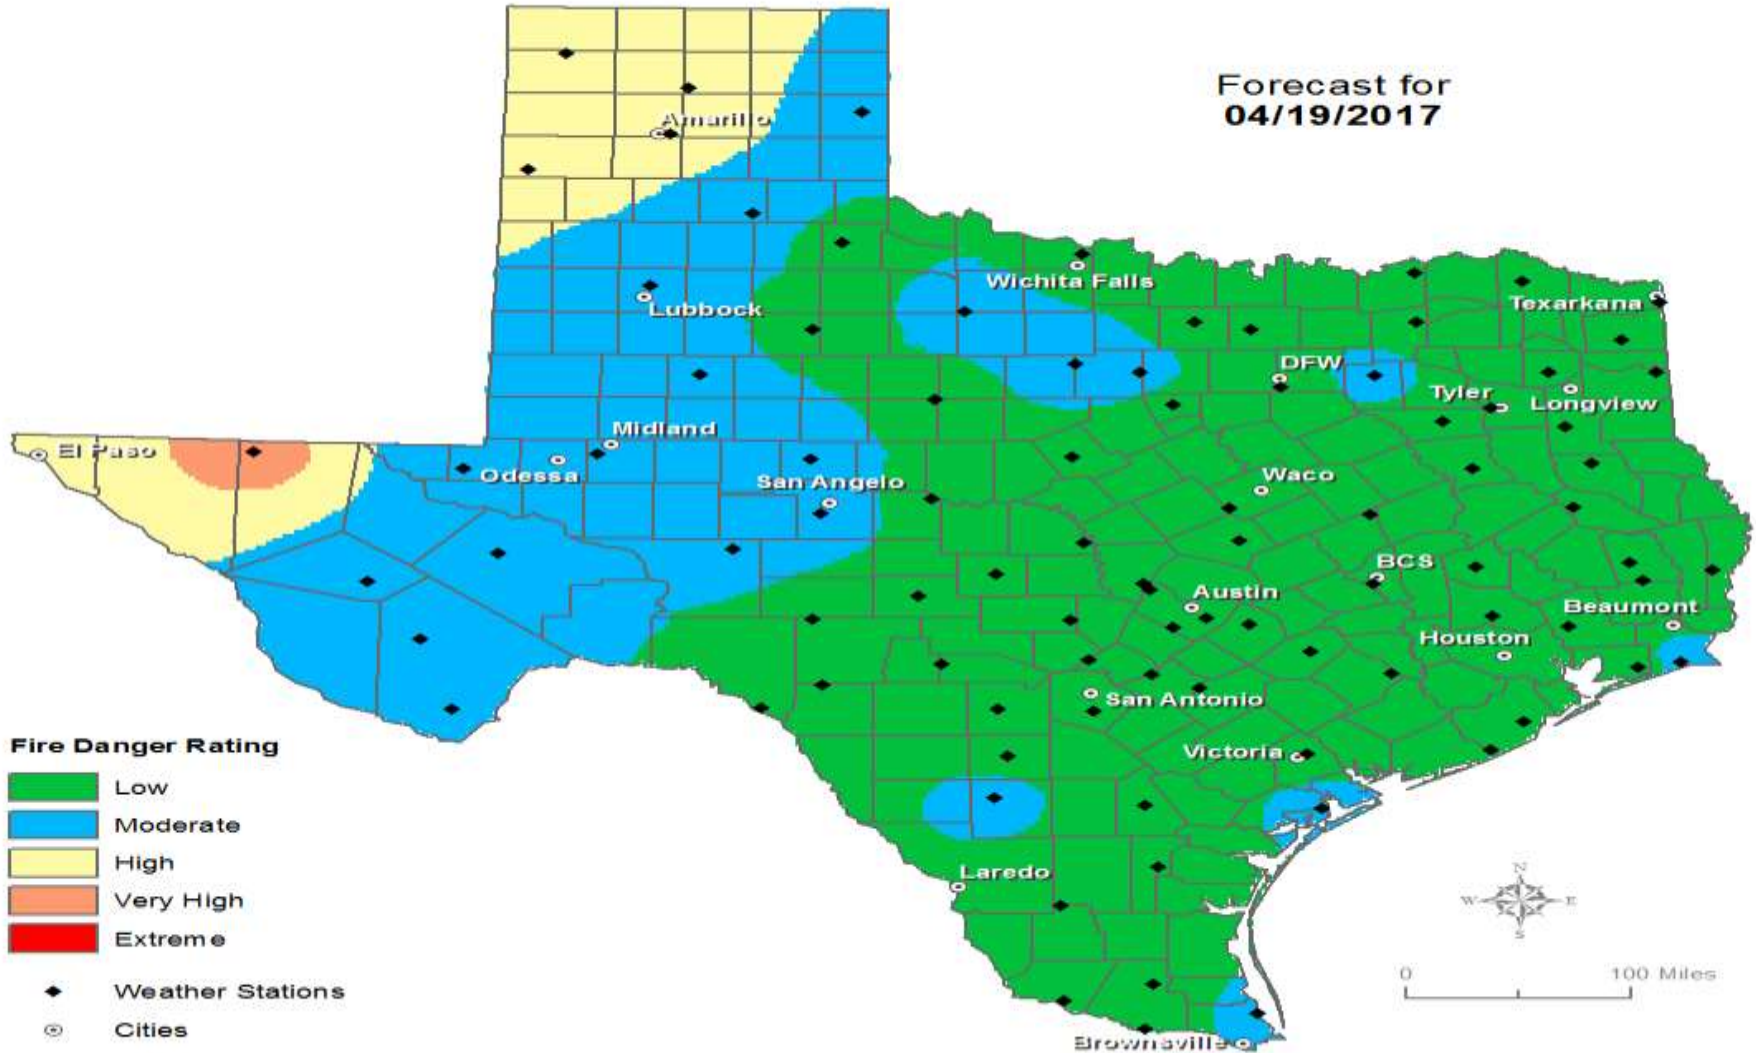 Forecast for
04/19/2017
Amarillo
Wichita Falls
Lubbock
Texarkana
DFW
Tyler
Longview
Midland
El Paso
Odessa
San Angelo
Waco
BCS
Austin
Beaumont
Houston
San Antonio
Victoria
Laredo
Brownsville
Fire Danger Rating
Low
Moderate
High
Very High
Extreme
Weather Stations
Cities
N
W E
S
0 100 Miles